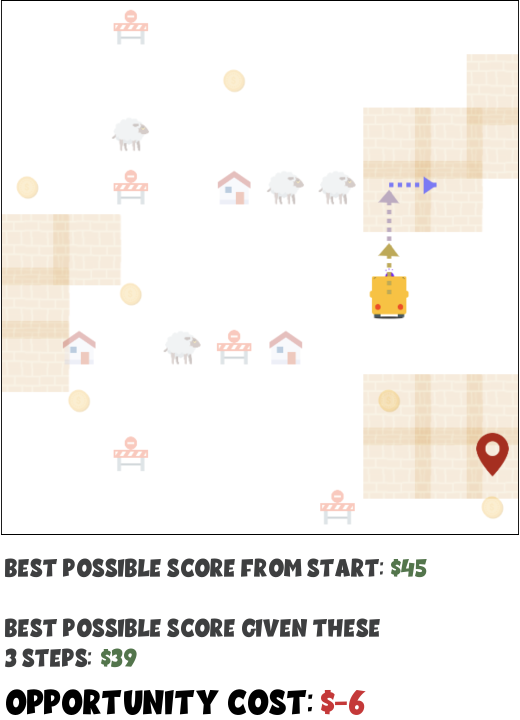 BEST POSSIBLE SCORE FROM START: $45
BEST POSSIBLE SCORE GIVEN THESE
3 STEPS: $39
OPPORTUNITY COST: $-6